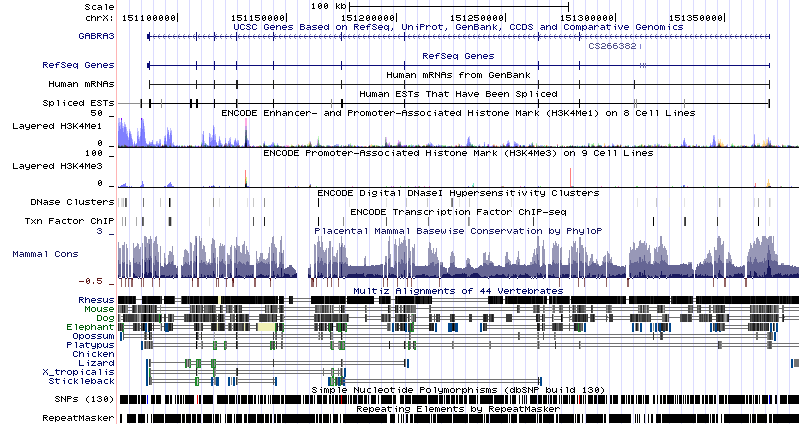 Scale 100 kb
chrX: 151100000 151150000 151200000 151250000 151300000 151350000
UCSC Genes Based on RefSeq, UniProt, GenBank, CCDS and Comparative Genomics
GABRA3
CS266382
RefSeq Genes
RefSeq Genes
Human mRNAs from GenBank
Human mRNAs
Human ESTs That Have Been Spliced
Spliced ESTs
ENCODE Enhancer- and Promoter-Associated Histone Mark (H3K4Me1) on 8 Cell Lines
50
Layered H3K4Me1
0
ENCODE Promoter-Associated Histone Mark (H3K4Me3) on 9 Cell Lines
100
Layered H3K4Me3
0
ENCODE Digital DNaseI Hypersensitivity Clusters
DNase Clusters
ENCODE Transcription Factor ChIP-seq
Txn Factor ChIP
Placental Mammal Basewise Conservation by PhyloP
3
Mammal Cons
-0.5
Multiz Alignments of 44 Vertebrates
Rhesus
Mouse
Dog
Elephant
Opossum
Platypus
Chicken
Lizard
X_tropicalis
Stickleback
Simple Nucleotide Polymorphisms (dbSNP build 130)
SNPs (130)
Repeating Elements by RepeatMasker
RepeatMasker